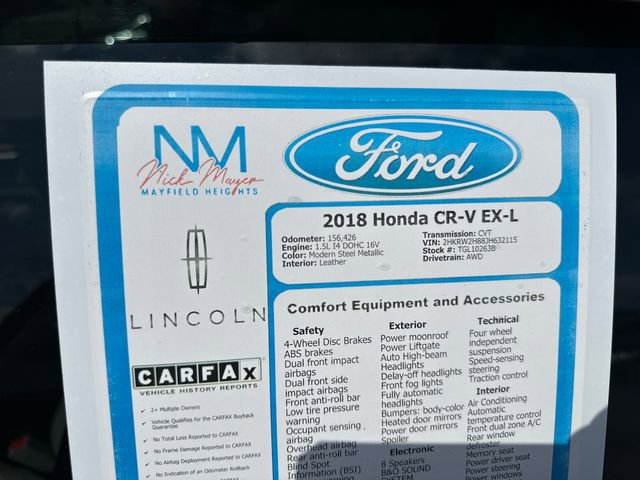 NM
Nick Mayer
MAYFIELD HEIGHTS
LINCOLN
CARFAX
VEHICLE HISTORY REPORTS
✓ 2+ Multiple Owners
✓ Vehicle Qualifies for the CARFAX Buyback
Guarantee
✓ No Total Loss Reported to CARFAX
✓ No Frame Damage Reported to CARFAX
✓ No Airbag Deployment Reported to CARFAX
✓ No Indication of an Odometer Rollback
Ford
2018 Honda CR-V EX-L
Odometer: 156,426
Engine: 1.5L I4 DOHC 16V
Color: Modern Steel Metallic
Interior: Leather
Transmission: CVT
VIN: 2HKRW2H88JH632115
Stock #: TGL10263B
Drivetrain: AWD
Comfort Equipment and Accessories
Safety
4-Wheel Disc Brakes
ABS brakes
Dual front impact
airbags
Dual front side
impact airbags
Front anti-roll bar
Low tire pressure
warning
Occupant sensing
airbag
Overhead airbag
Rear anti-roll bar
Blind Spot
Information (BSI)
Exterior
Power moonroof
Power Liftgate
Auto High-beam
Headlights
Delay-off headlights
Front fog lights
Fully automatic
headlights
Bumpers: body-color
Heated door mirrors
Power door mirrors
Spoiler
Electronic
8 Speakers
B&O SOUND
SYSTEM
Technical
Four wheel
independent
suspension
Speed-sensing
steering
Traction control
Interior
Air Conditioning
Automatic
temperature control
Front dual zone A/C
Rear window
defroster
Memory seat
Power driver seat
Power steering
Power windows